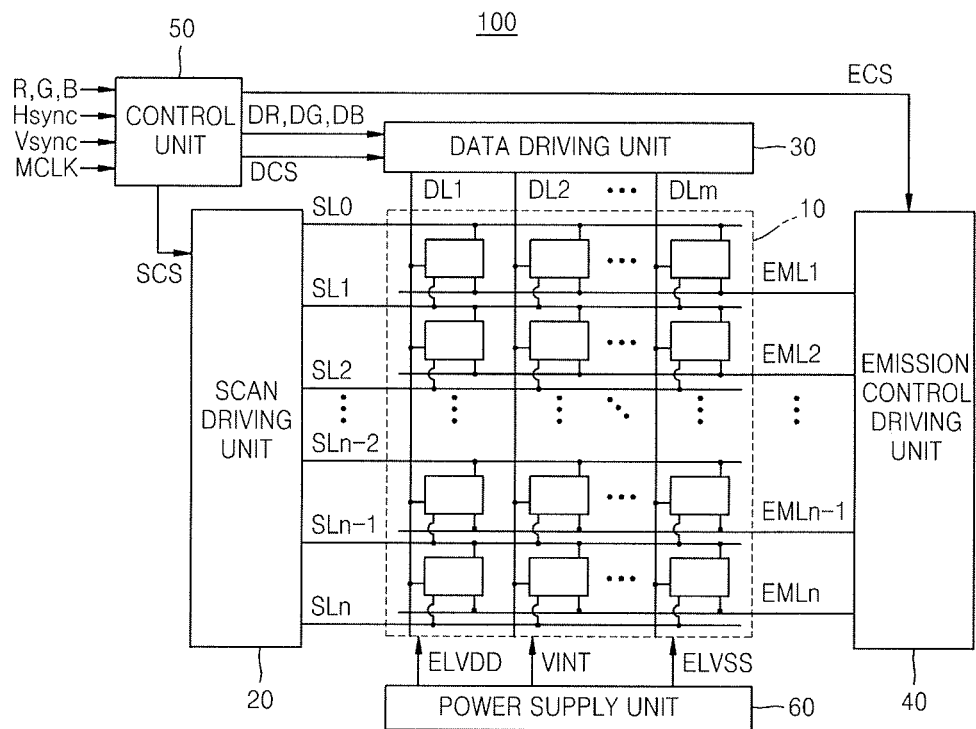 100
50
R,G,B
Hsync
Vsync
MCLK
CONTROL
UNIT
ECS
DR,DG,DB
DCS
DATA DRIVING UNIT
30
DL1
DL2
DLm
10
SCS
SL0
SL1
SL2
SLn-2
SLn-1
SLn
SCAN
DRIVING
UNIT
EML1
EML2
EMLn-1
EMLn
EMISSION
CONTROL
DRIVING
UNIT
20
ELVDD
VINT
ELVSS
POWER SUPPLY UNIT
60
40